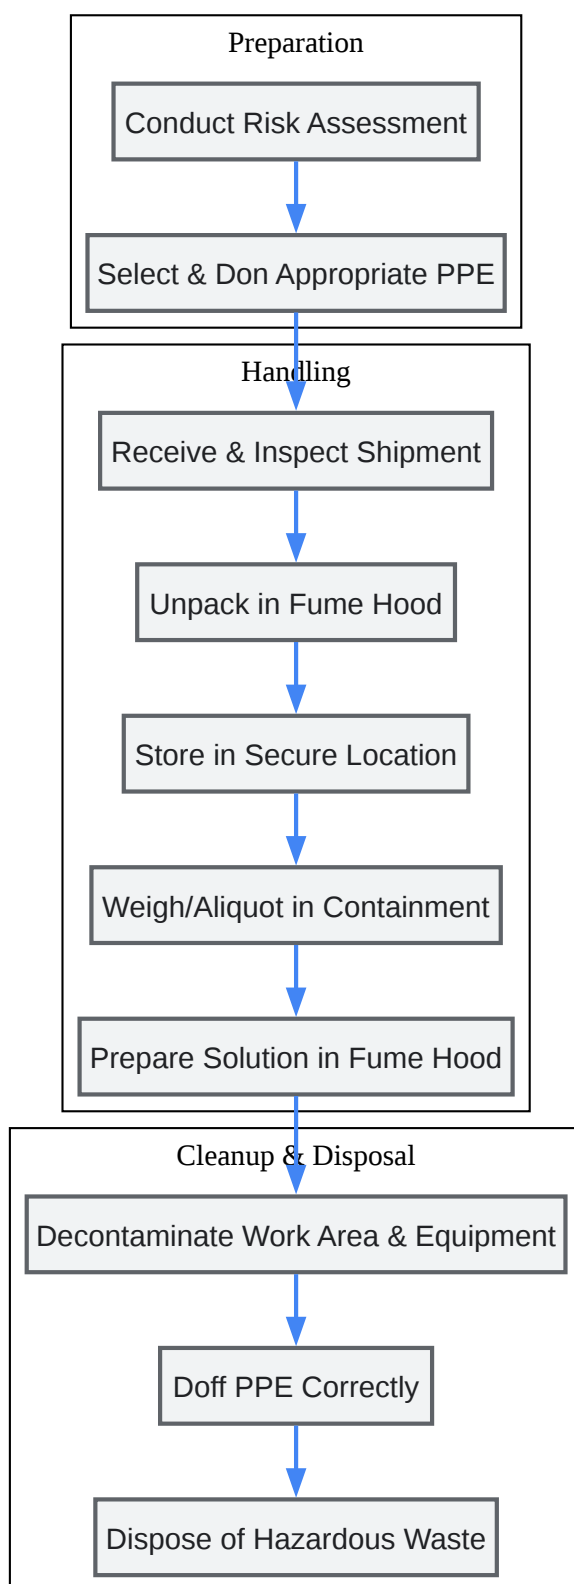 Preparation
Conduct Risk Assessment
Select & Don Appropriate PPE
Handling
Receive & Inspect Shipment
Unpack in Fume Hood
Store in Secure Location
Weigh/Aliquot in Containment
Prepare Solution in Fume Hood
Cleanup & Disposal
Decontaminate Work Area & Equipment
Doff PPE Correctly
Dispose of Hazardous Waste